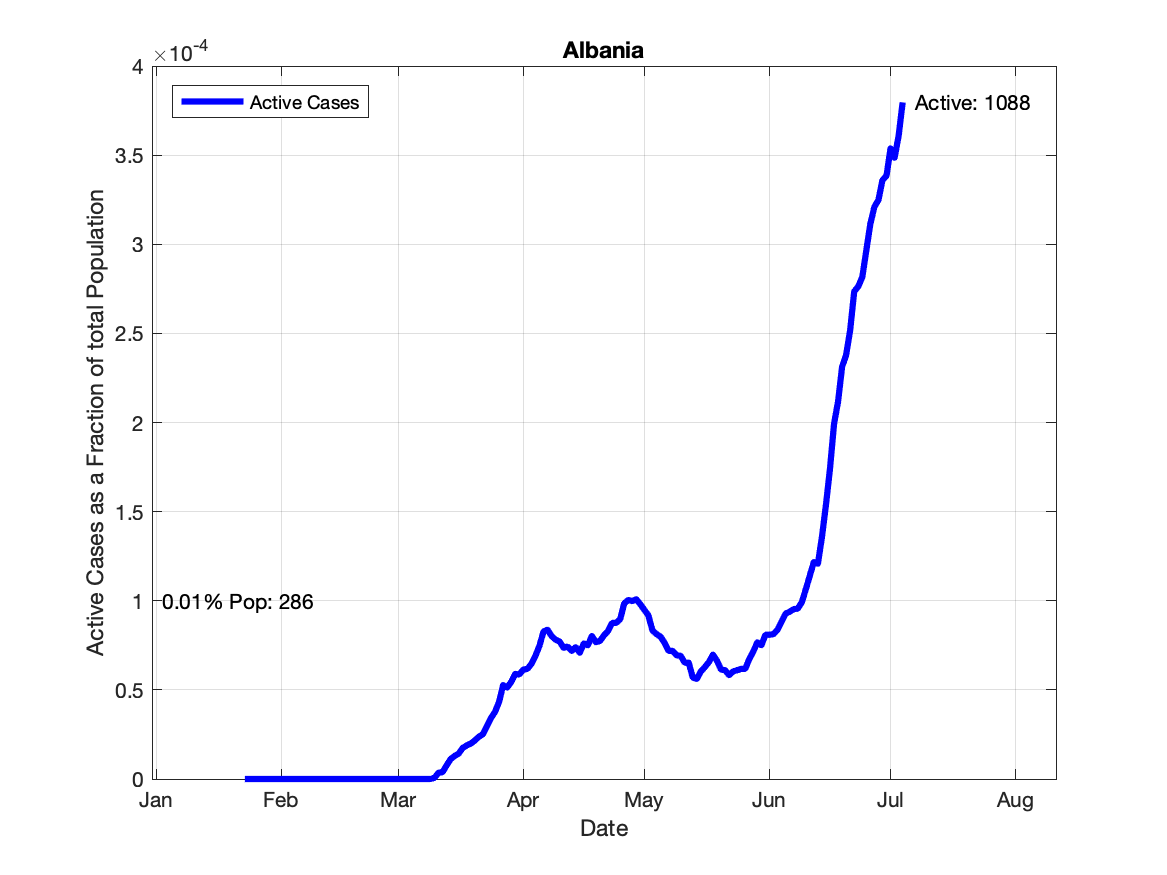 Albania
×10-4
Active Cases
Active: 1088
4
3.5
3
2.5
2
1.5
1
0.5
0
0.01% Pop: 286
Active Cases as a Fraction of total Population
Jan Feb Mar Apr May Jun Jul Aug
Date